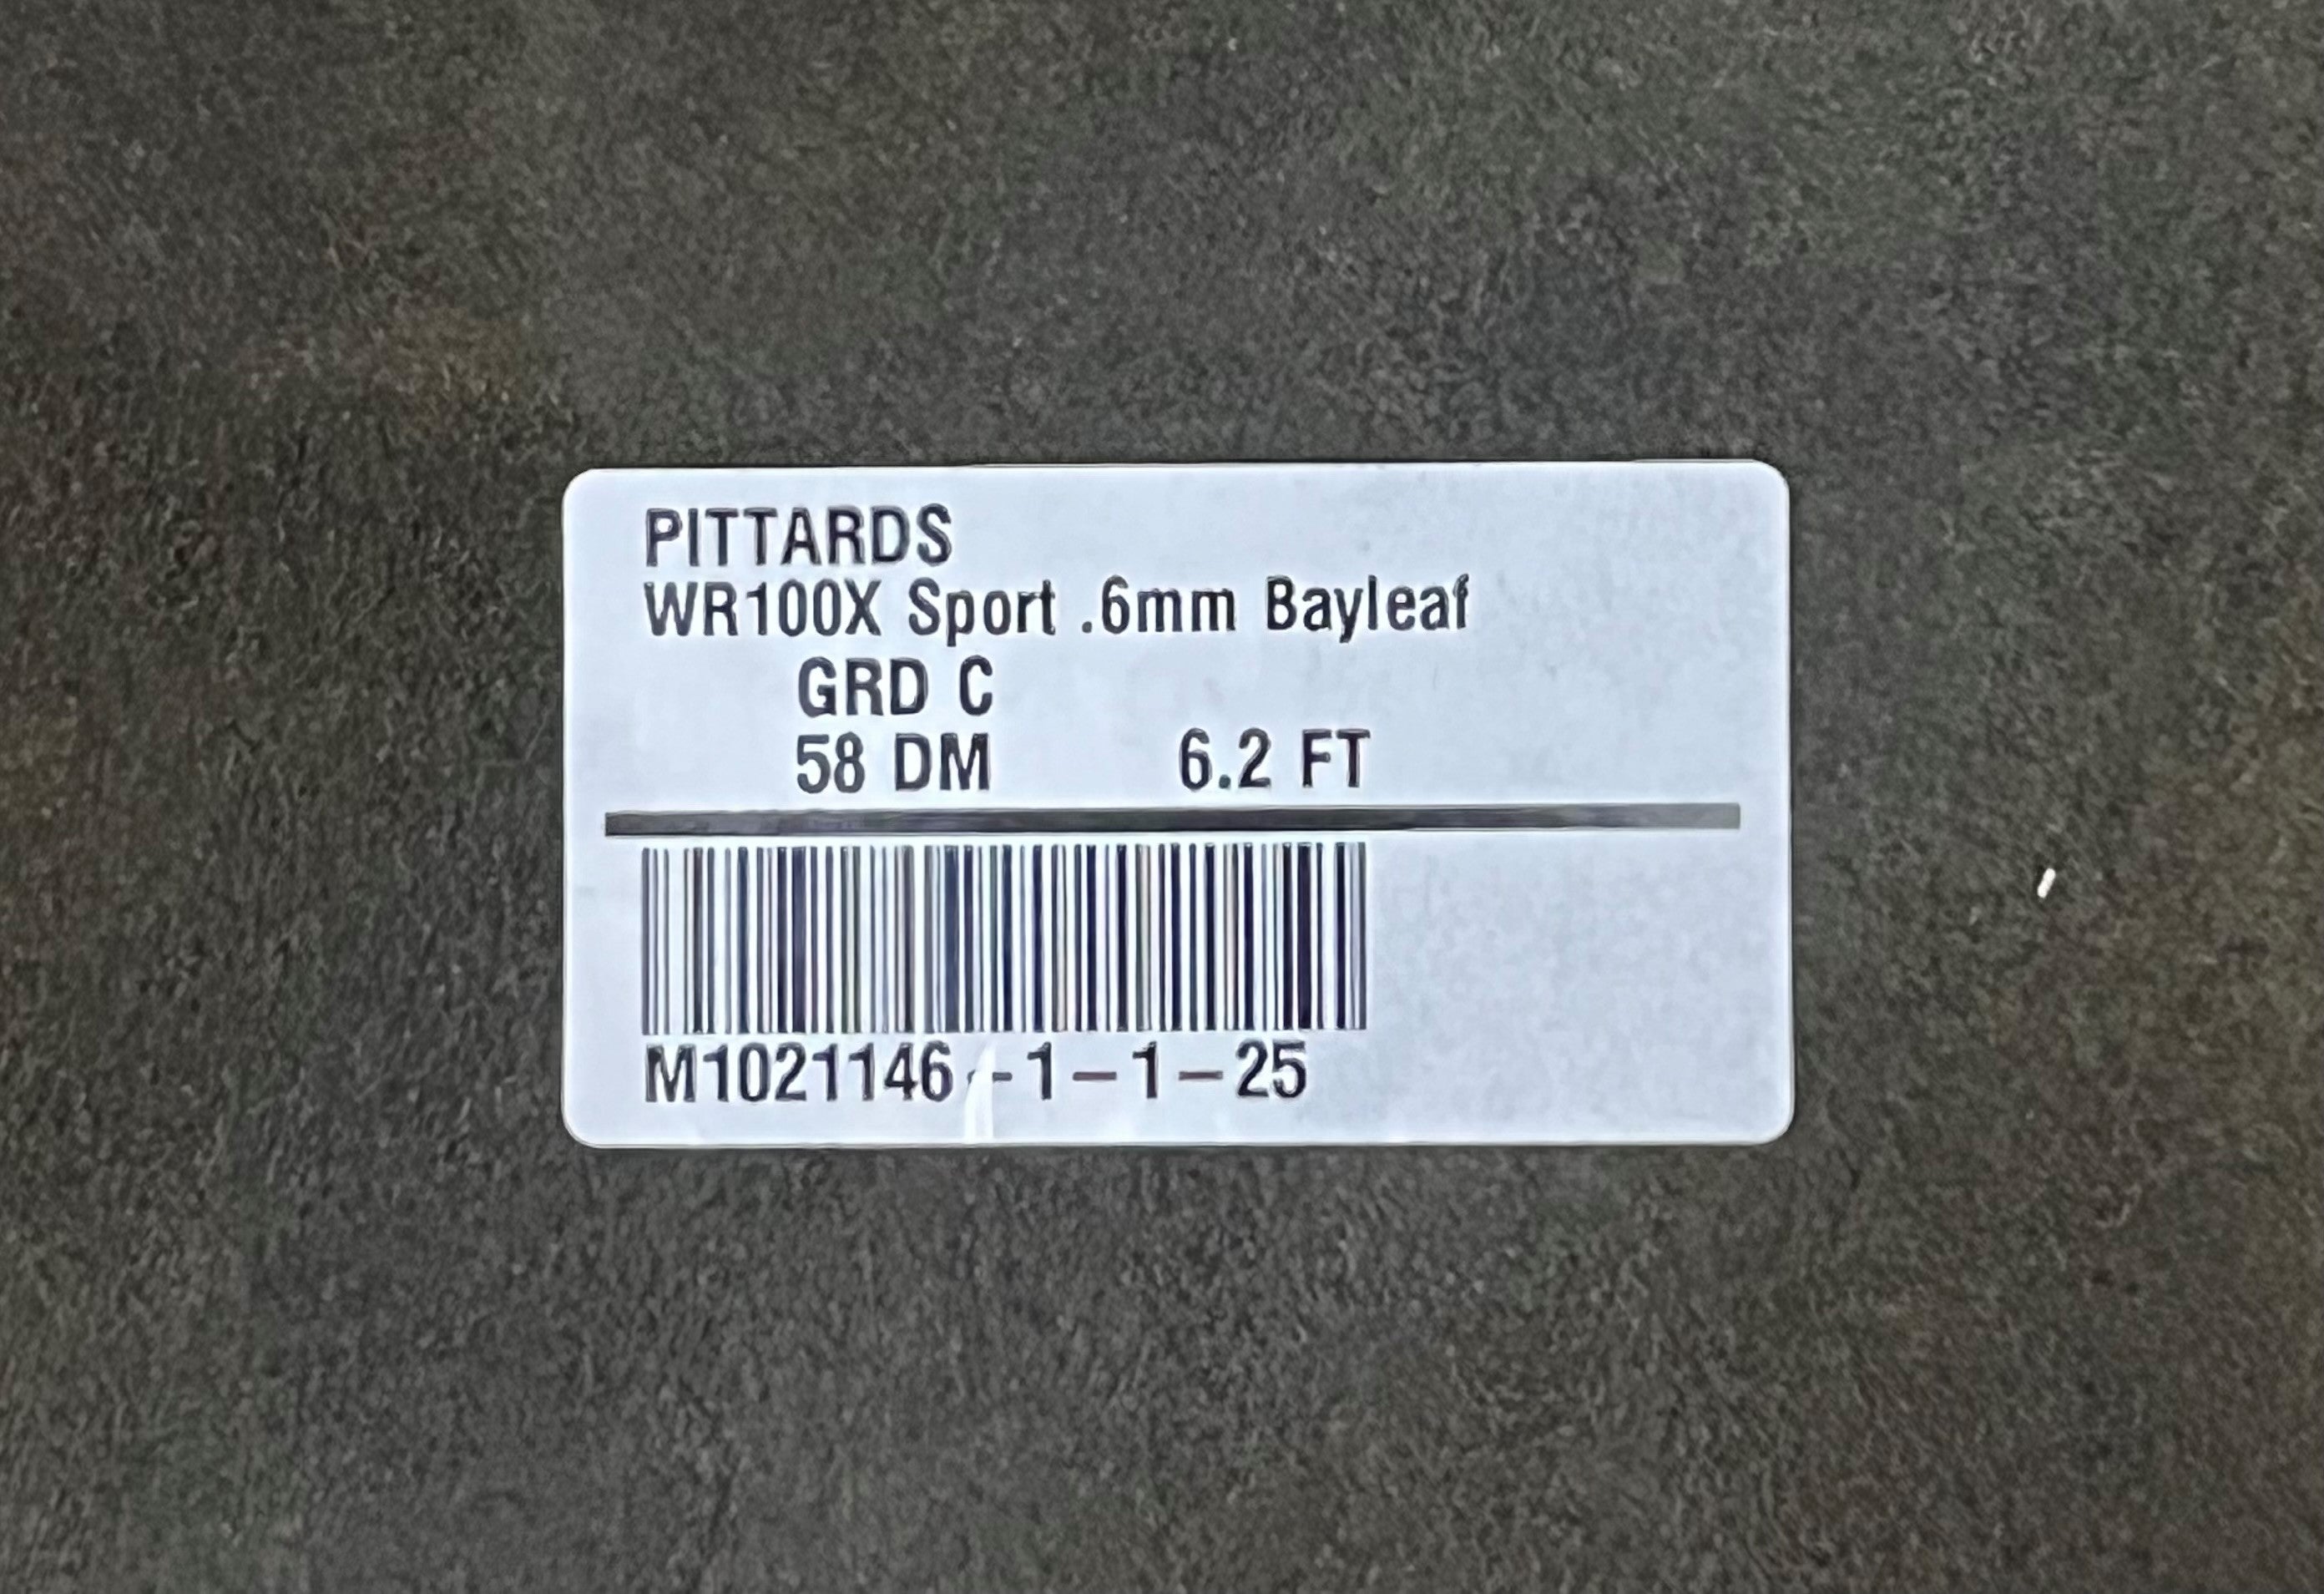 PITTARDS
WR100X Sport .6mm Bayleaf
GRD C
58 DM 6.2 FT
M1021146-1-1-25